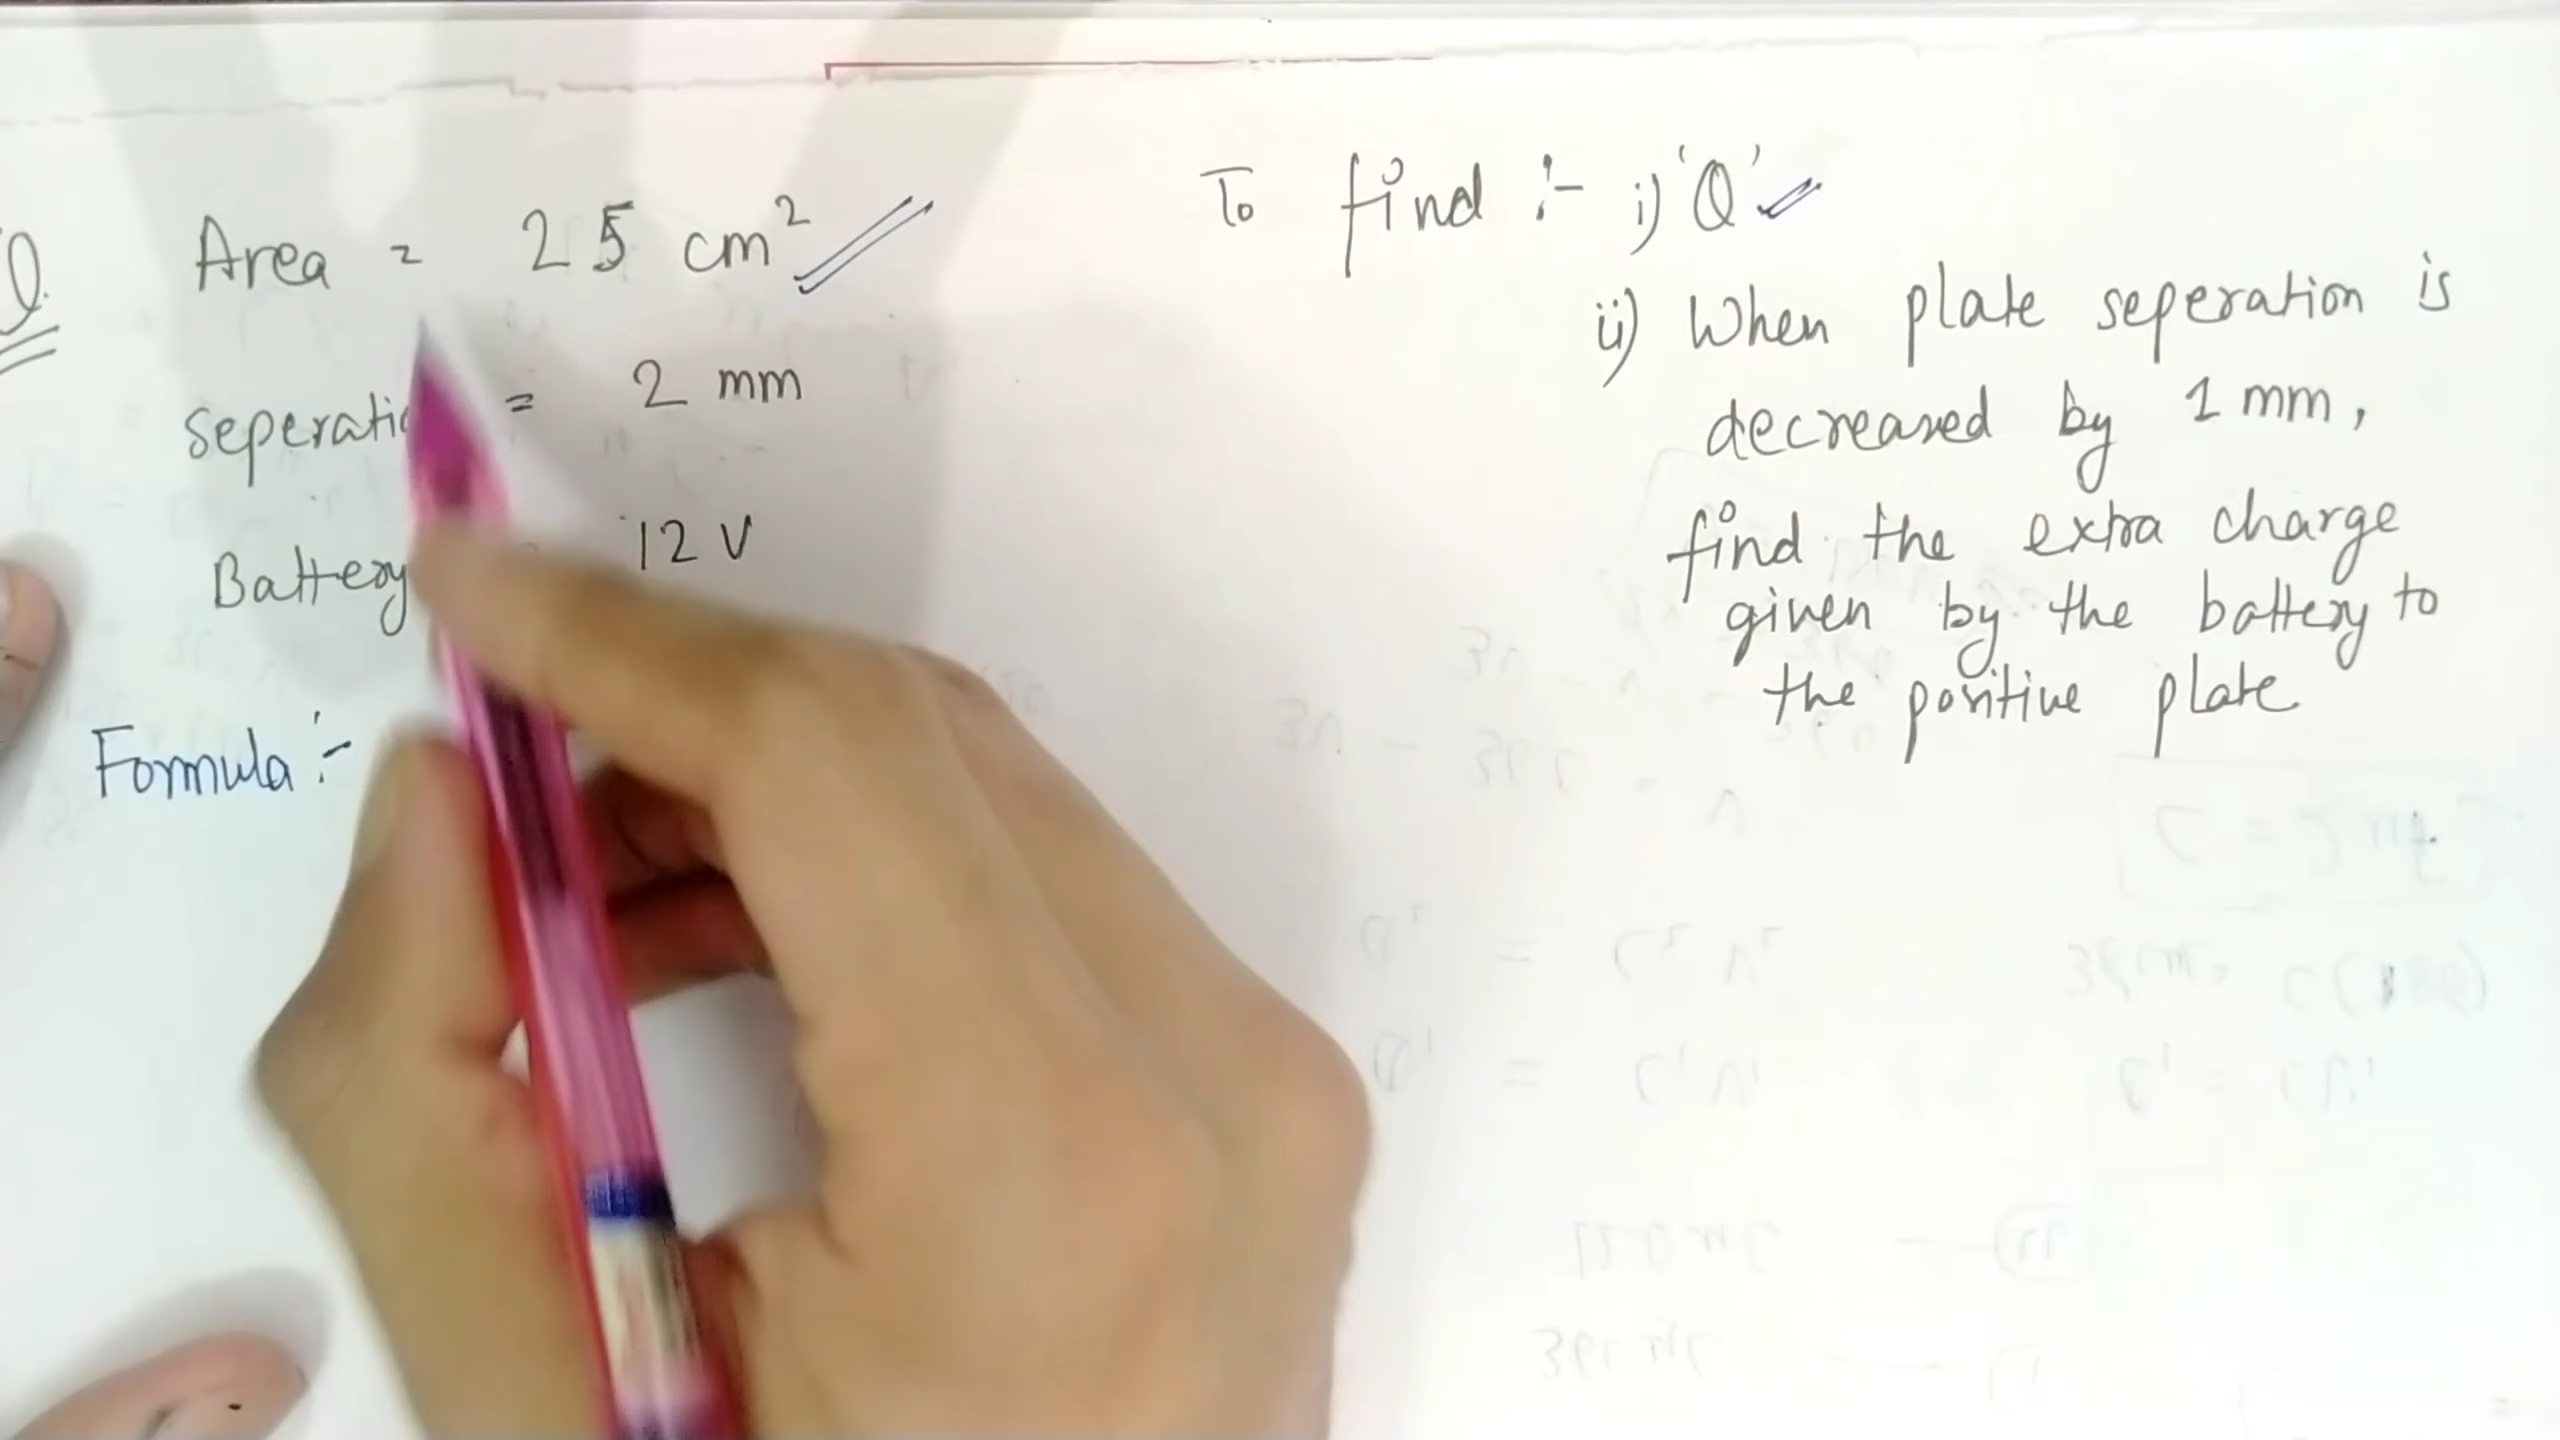 Q.
Area = 25 cm²
seperatio = 2 mm
Battery 12 V
Formula :-
To find :- i) 'Q'
ii) When plate seperation is
decreased by 1 mm,
find the extra charge
given by the battery to
the positive plate